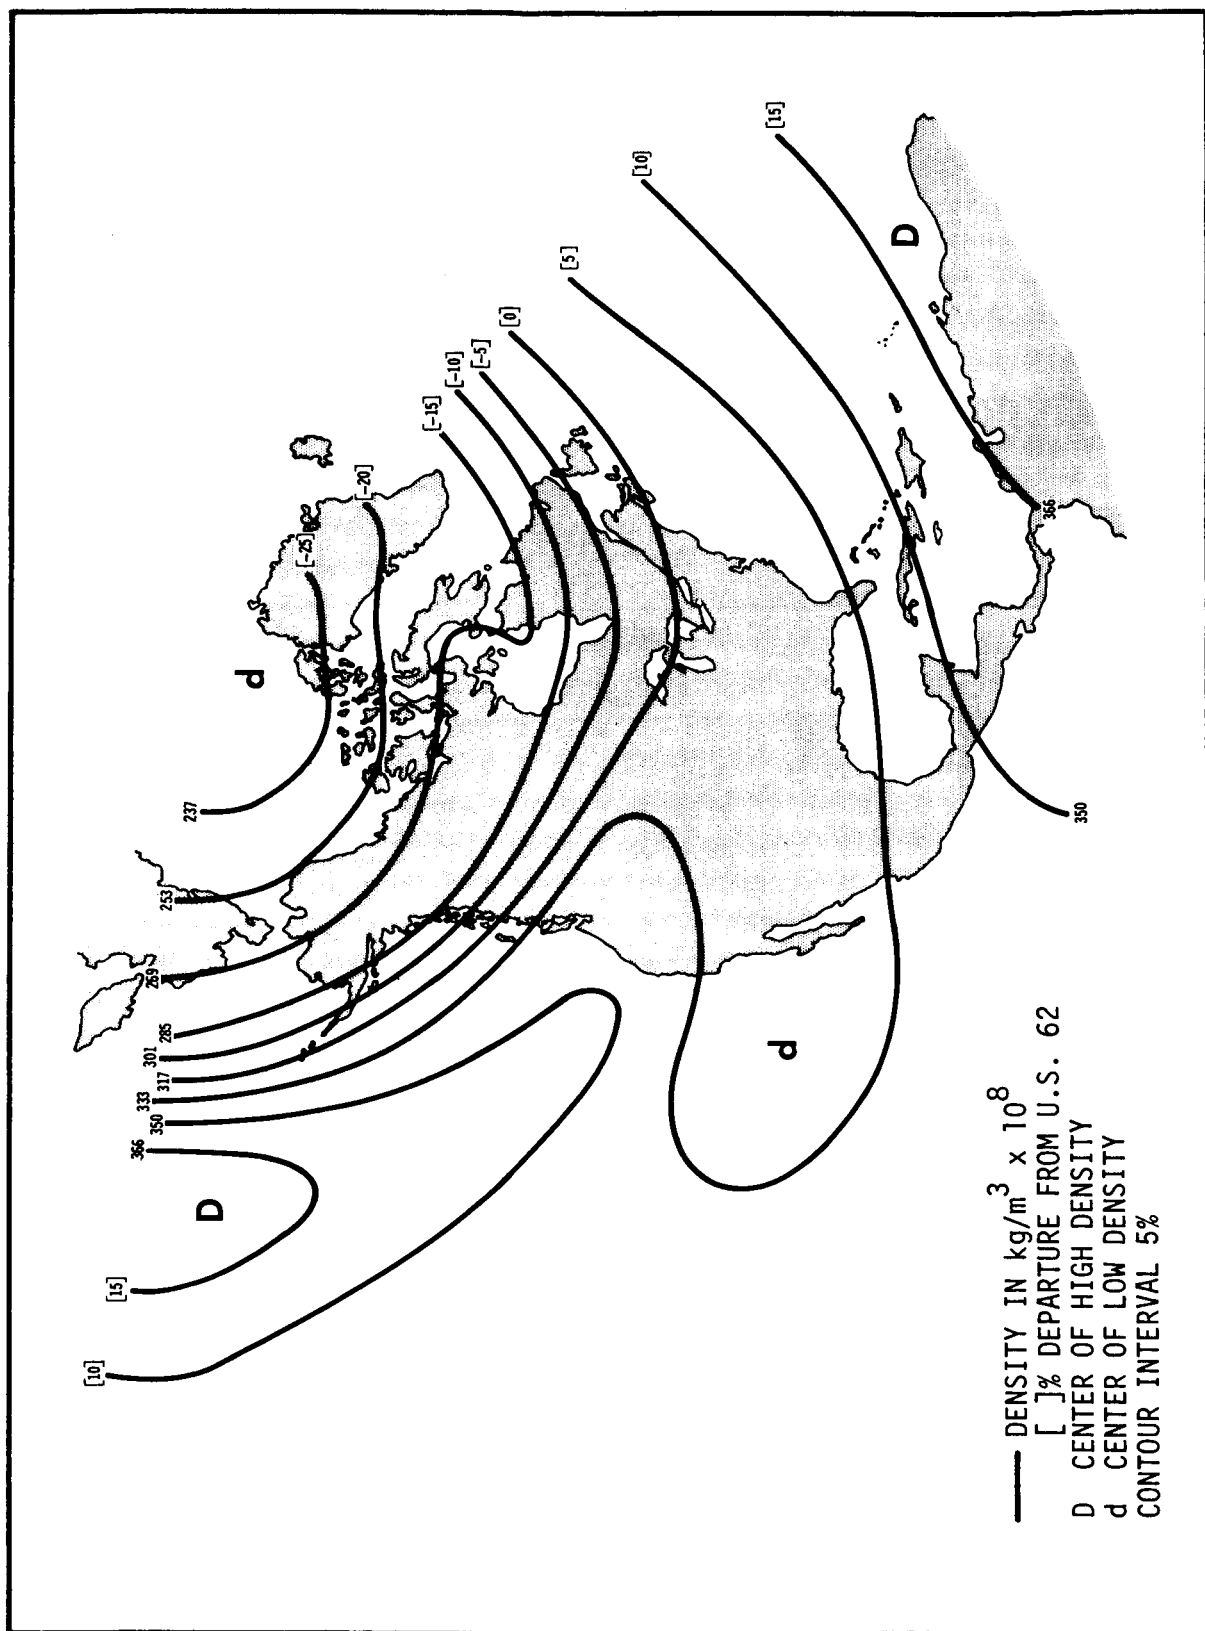 [15]
[10]
D
366
350
333
317
301
285
269
253
237
d
[-25]
[-20]
[-15]
[-10]
[-5]
[0]
[5]
[10]
[15]
D
366
350
d
DENSITY IN kg/m³ x 10⁸
[ ]% DEPARTURE FROM U.S. 62
D CENTER OF HIGH DENSITY
d CENTER OF LOW DENSITY
CONTOUR INTERVAL 5%